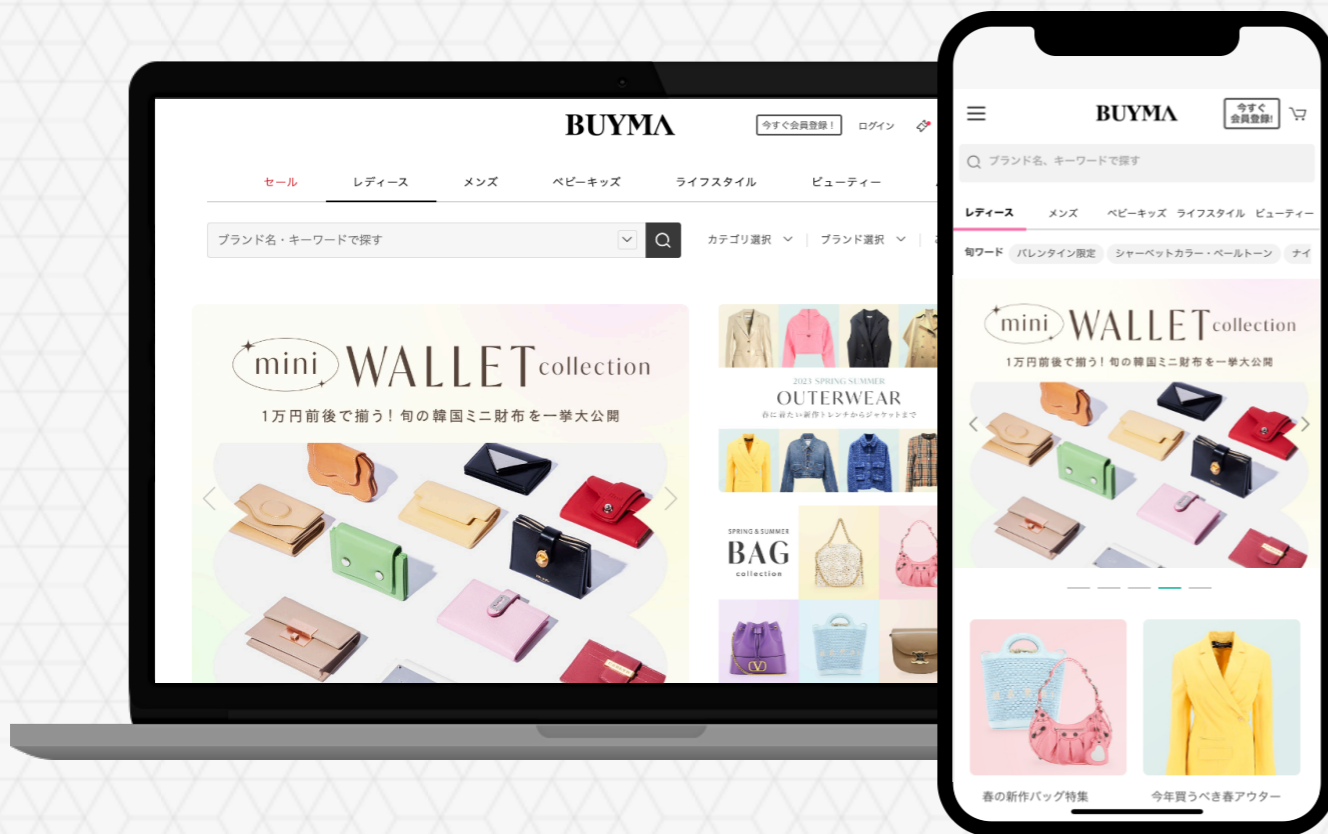 BUYMA
今すぐ会員登録！
ログイン
セール
レディース
メンズ
ベビーキッズ
ライフスタイル
ビューティー
ブランド名・キーワードで探す
カテゴリ選択
ブランド選択
mini WALLET collection
1万円前後で揃う！旬の韓国ミニ財布を一挙大公開
2023 SPRING SUMMER
OUTERWEAR
春に着たい新作トレンチからジャケットまで
SPRING & SUMMER
BAG
collection
BUYMA
今すぐ
会員登録!
ブランド名、キーワードで探す
レディース
メンズ
ベビーキッズ
ライフスタイル
ビューティー
旬ワード
バレンタイン限定
シャーベットカラー・ペールトーン
ナイ
mini WALLET collection
1万円前後で揃う！旬の韓国ミニ財布を一挙大公開
春の新作バッグ特集
今年買うべき春アウター